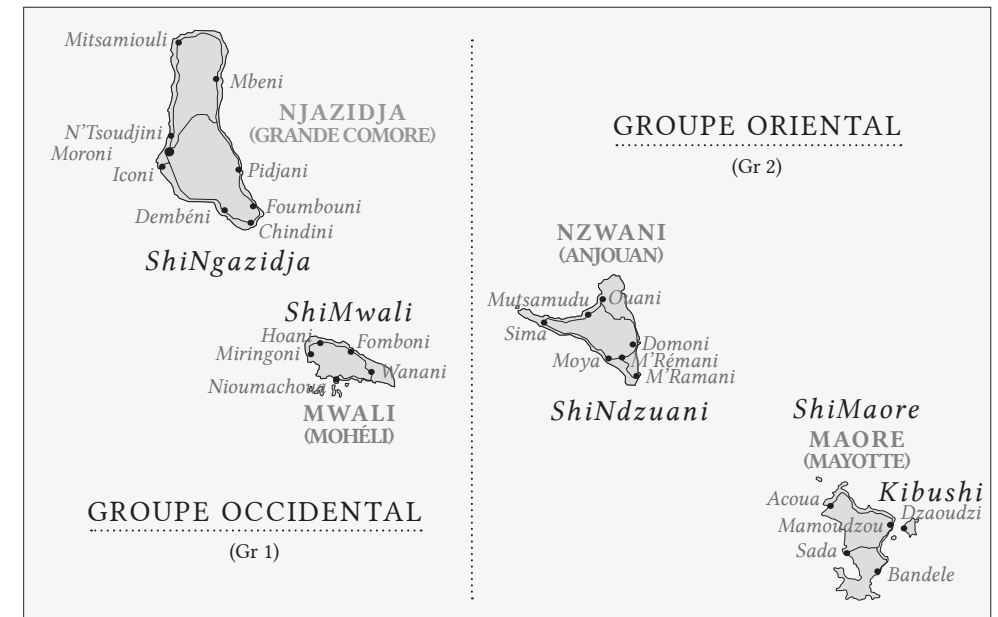 Mitsamiouli
Mbeni
NJAZIDJA
(GRANDE COMORE)
N'Tsoudjini
Moroni
Iconi
Pidjani
Dembéni
Foumbouni
Chindini
ShiNgazidja
ShiMwali
Hoani
Fomboni
Miringoni
Wanani
Nioumachoua
MWALI
(MOHÉLI)
GROUPE OCCIDENTAL
(Gr 1)
GROUPE ORIENTAL
(Gr 2)
NZWANI
(ANJOUAN)
Mutsamudu
Ouani
Sima
Domoni
Moya
M'Rémani
M'Ramani
ShiNdzuani
ShiMaore
MAORE
(MAYOTTE)
Kibushi
Acoua
Dzaoudzi
Mamoudzou
Sada
Bandele